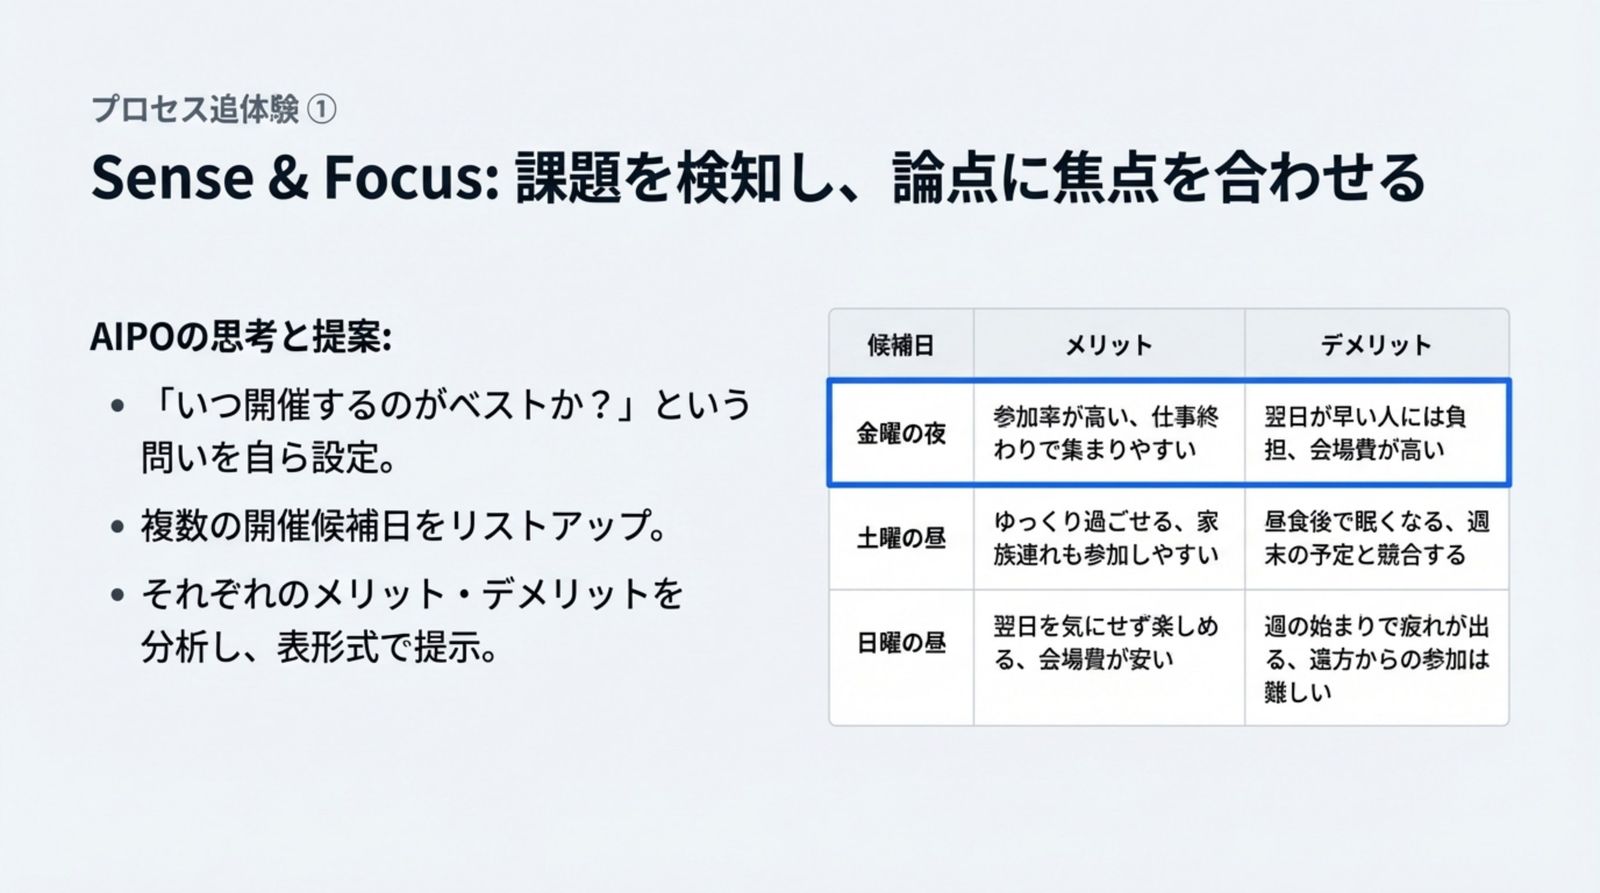 プロセス追体験 ①
Sense & Focus: 課題を検知し、論点に焦点を合わせる
AIPOの思考と提案:
• 「いつ開催するのがベストか？」という
問いを自ら設定。
• 複数の開催候補日をリストアップ。
• それぞれのメリット・デメリットを
分析し、表形式で提示。
候補日
メリット
デメリット
金曜の夜
参加率が高い、仕事終
わりで集まりやすい
翌日が早い人には負
担、会場費が高い
土曜の昼
ゆっくり過ごせる、家
族連れも参加しやすい
昼食後で眠くなる、週
末の予定と競合する
日曜の昼
翌日を気にせず楽しめ
る、会場費が安い
週の始まりで疲れが出
る、遠方からの参加は
難しい